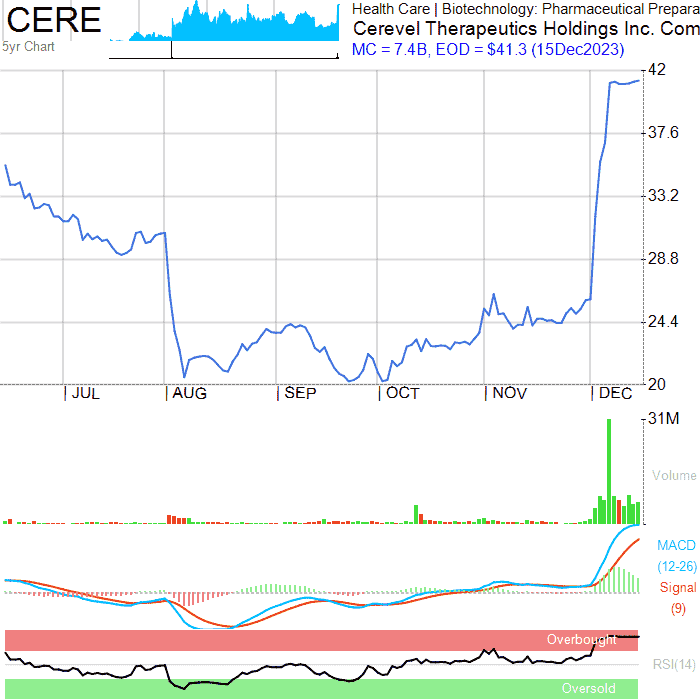 CERE
5yr Chart
Health Care | Biotechnology: Pharmaceutical Prepara
Cerevel Therapeutics Holdings Inc. Com
MC = 7.4B, EOD = $41.3 (15Dec2023)
42
37.6
33.2
28.8
24.4
20
JUL AUG SEP OCT NOV DEC
31M
Volume
MACD
(12-26)
Signal
(9)
Overbought
RSI(14)
Oversold